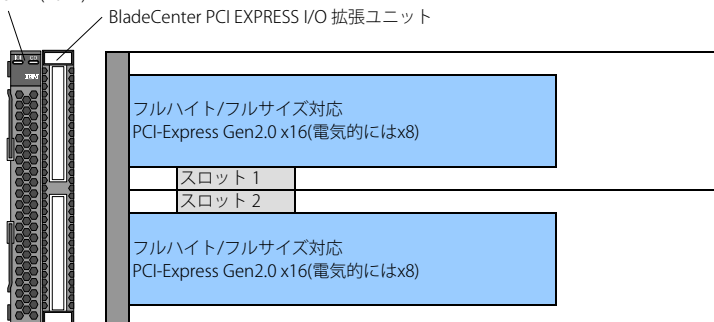 BladeCenter PCI EXPRESS I/O 拡張ユニット
IBM
フルハイト/フルサイズ対応
PCI-Express Gen2.0 x16(電気的にはx8)
スロット 1
スロット 2
フルハイト/フルサイズ対応
PCI-Express Gen2.0 x16(電気的にはx8)